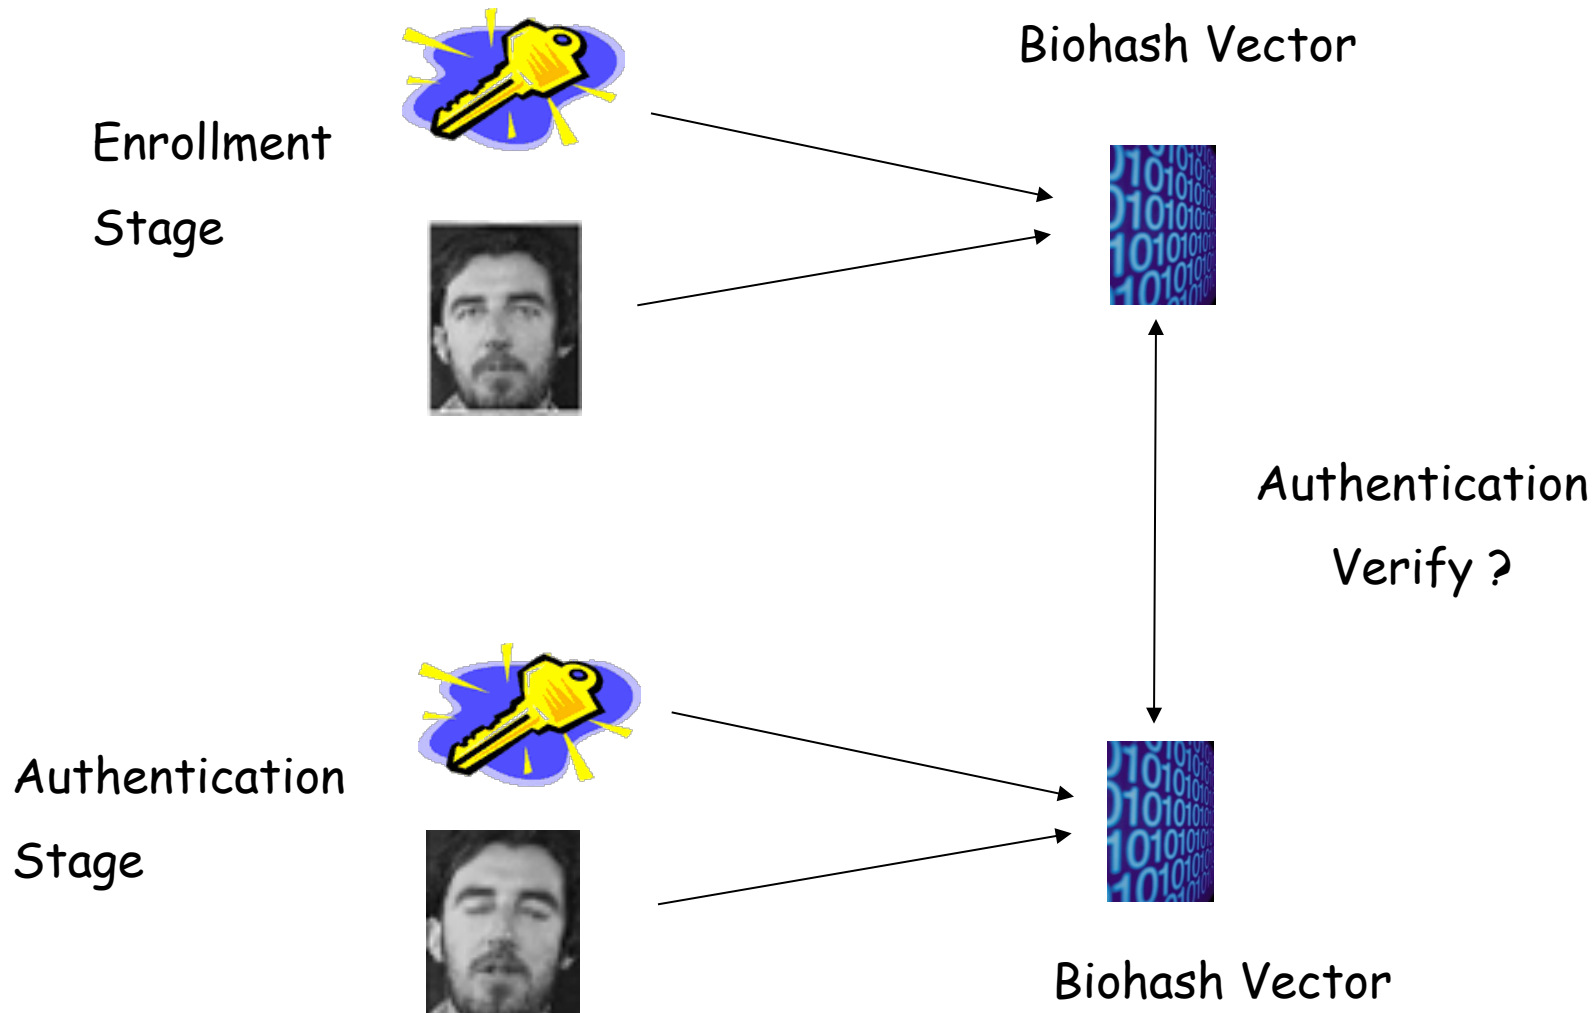 Biohash Vector
Enrollment
Stage
Authentication
Verify ?
Authentication
Stage
Biohash Vector